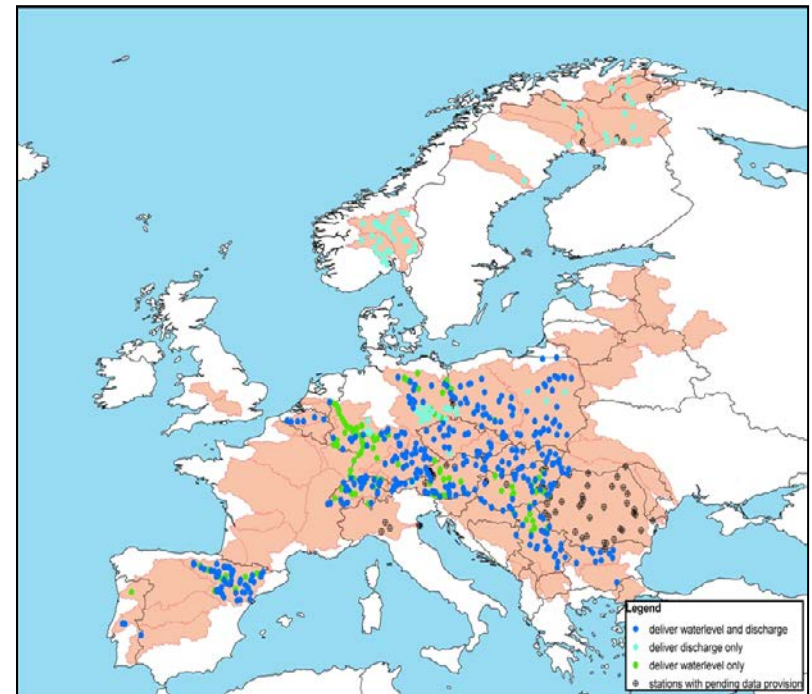 Legend
deliver waterlevel and discharge
deliver discharge only
deliver waterlevel only
stations with pending data provision